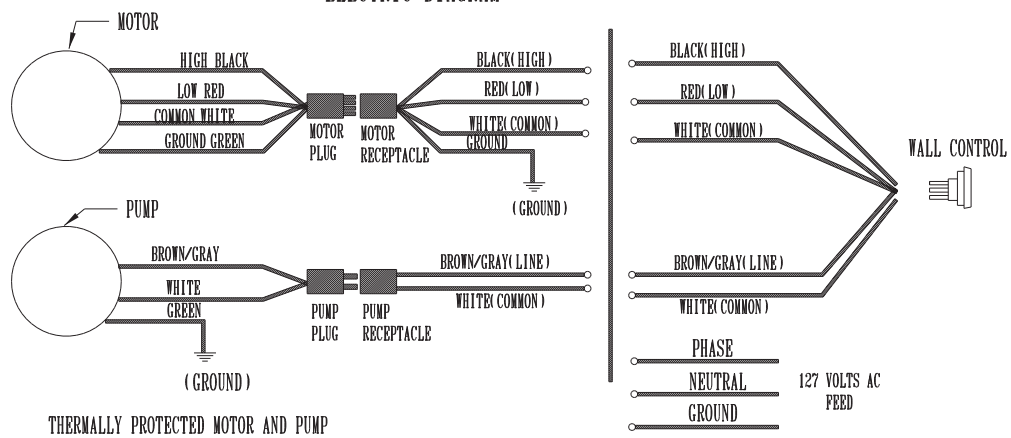 ELECTRIC DIAGRAM
MOTOR
HIGH BLACK
LOW RED
COMMON WHITE
GROUND GREEN
MOTOR
PLUG
MOTOR
RECEPTACLE
BLACK(HIGH)
RED(LOW)
WHITE(COMMON)
GROUND
(GROUND)
BLACK(HIGH)
RED(LOW)
WHITE(COMMON)
WALL CONTROL
PUMP
BROWN/GRAY
WHITE
GREEN
(GROUND)
PUMP
PLUG
PUMP
RECEPTACLE
BROWN/GRAY(LINE)
WHITE(COMMON)
BROWN/GRAY(LINE)
WHITE(COMMON)
PHASE
NEUTRAL
GROUND
127 VOLTS AC
FEED
THERMALLY PROTECTED MOTOR AND PUMP